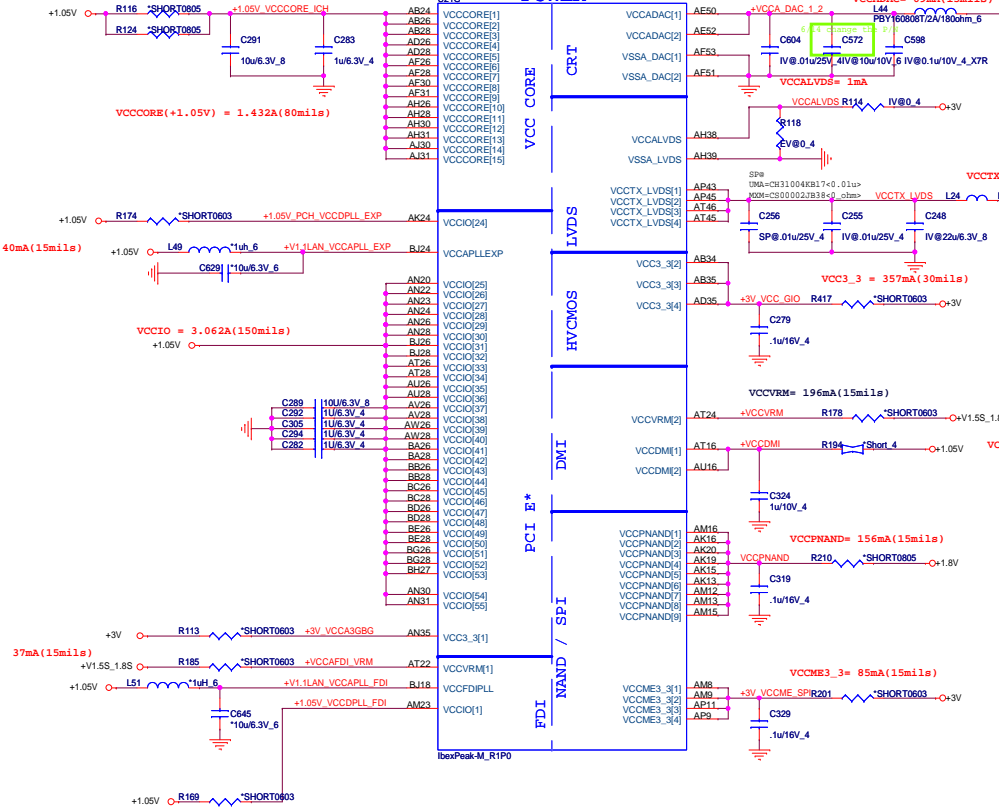 +1.05V R116 *SHORT0805 +1.05V_VCCCORE_ICH
R124 *SHORT0805
C291 10u/6.3V_8
C283 1u/6.3V_4
VCCCORE(+1.05V) = 1.432A(80mils)
AB24 VCCCORE[1]
AB26 VCCCORE[2]
AB28 VCCCORE[3]
AD26 VCCCORE[4]
AD28 VCCCORE[5]
AF26 VCCCORE[6]
AF28 VCCCORE[7]
AF30 VCCCORE[8]
AF31 VCCCORE[9]
AH26 VCCCORE[10]
AH28 VCCCORE[11]
AH30 VCCCORE[12]
AH31 VCCCORE[13]
AJ30 VCCCORE[14]
AJ31 VCCCORE[15]
VCC CORE
CRT
+1.05V R174 *SHORT0603 +1.05V_PCH_VCCDPLL_EXP AK24 VCCIO[24]
40mA(15mils)
+1.05V L49 *1uh_6 +V1.1LAN_VCCAPLL_EXP BJ24 VCCAPLLEXP
C629 *10u/6.3V_6
VCCIO = 3.062A(150mils)
+1.05V
AN20 VCCIO[25]
AN22 VCCIO[26]
AN23 VCCIO[27]
AN24 VCCIO[28]
AN26 VCCIO[29]
AN28 VCCIO[30]
BJ26 VCCIO[31]
BJ28 VCCIO[32]
AT26 VCCIO[33]
AT28 VCCIO[34]
AU26 VCCIO[35]
AU28 VCCIO[36]
AV26 VCCIO[37]
AV28 VCCIO[38]
AW26 VCCIO[39]
AW28 VCCIO[40]
BA26 VCCIO[41]
BA28 VCCIO[42]
BB26 VCCIO[43]
BB28 VCCIO[44]
BC26 VCCIO[45]
BC28 VCCIO[46]
BD26 VCCIO[47]
BD28 VCCIO[48]
BE26 VCCIO[49]
BE28 VCCIO[50]
BG26 VCCIO[51]
BG28 VCCIO[52]
BH27 VCCIO[53]
AN30 VCCIO[54]
AN31 VCCIO[55]
C289 10U/6.3V_8
C292 1U/6.3V_4
C305 1U/6.3V_4
C294 1U/6.3V_4
C282 1U/6.3V_4
LVDS
HVCMOS
DMI
PCI E*
NAND / SPI
FDI
+3V R113 *SHORT0603 +3V_VCCA3GBG AN35 VCC3_3[1]
37mA(15mils)
+V1.5S_1.8S R185 *SHORT0603 +VCCAFDI_VRM AT22 VCCVRM[1]
+1.05V L51 *1uH_6 +V1.1LAN_VCCAPLL_FDI BJ18 VCCFDIPLL
+1.05V_VCCDPLL_FDI AM23 VCCIO[1]
C645 *10u/6.3V_6
IbexPeak-M_R1P0
+1.05V R169 *SHORT0603
VCCADAC[1] AE50 +VCCA_DAC_1_2
L44 PBY160808T/2A/180ohm_6
VCCADAC[2] AE52
VSSA_DAC[1] AF53
VSSA_DAC[2] AF51
C604 IV@.01u/25V_4
C572 IV@10u/10V_6
C598 IV@0.1u/10V_4_X7R
VCCALVDS= 1mA
VCCALVDS R114 IV@0_4 +3V
R118 EV@0_4
VCCALVDS AH38
VSSA_LVDS AH39
SP@
UMA=CH31004KB17<0.01u>
MXM=CS00002JB38<0_ohm>
VCCTX
VCCTX_LVDS[1] AP43
VCCTX_LVDS[2] AP45
VCCTX_LVDS[3] AT46
VCCTX_LVDS[4] AT45
VCCTX_LVDS L24
C256 SP@.01u/25V_4
C255 IV@.01u/25V_4
C248 IV@22u/6.3V_8
VCC3_3[2] AB34
VCC3_3[3] AB35
VCC3_3[4] AD35
VCC3_3 = 357mA(30mils)
+3V_VCC_GIO R417 *SHORT0603 +3V
C279 .1u/16V_4
VCCVRM= 196mA(15mils)
VCCVRM[2] AT24 +VCCVRM R178 *SHORT0603 +V1.5S_1.8
VCCDMI[1] AT16 +VCCDMI R194 *Short_4 +1.05V
VCCDMI[2] AU16
C324 1u/10V_4
VCCPNAND[1] AM16
VCCPNAND[2] AK16
VCCPNAND[3] AK20
VCCPNAND[4] AK19
VCCPNAND[5] AK15
VCCPNAND[6] AK13
VCCPNAND[7] AM12
VCCPNAND[8] AM13
VCCPNAND[9] AM15
VCCPNAND= 156mA(15mils)
VCCPNAND R210 *SHORT0805 +1.8V
C319 .1u/16V_4
VCCME3_3= 85mA(15mils)
VCCME3_3[1] AM8
VCCME3_3[2] AM9
VCCME3_3[3] AP11
VCCME3_3[4] AP9
+3V_VCCME_SPI R201 *SHORT0603 +3V
C329 .1u/16V_4